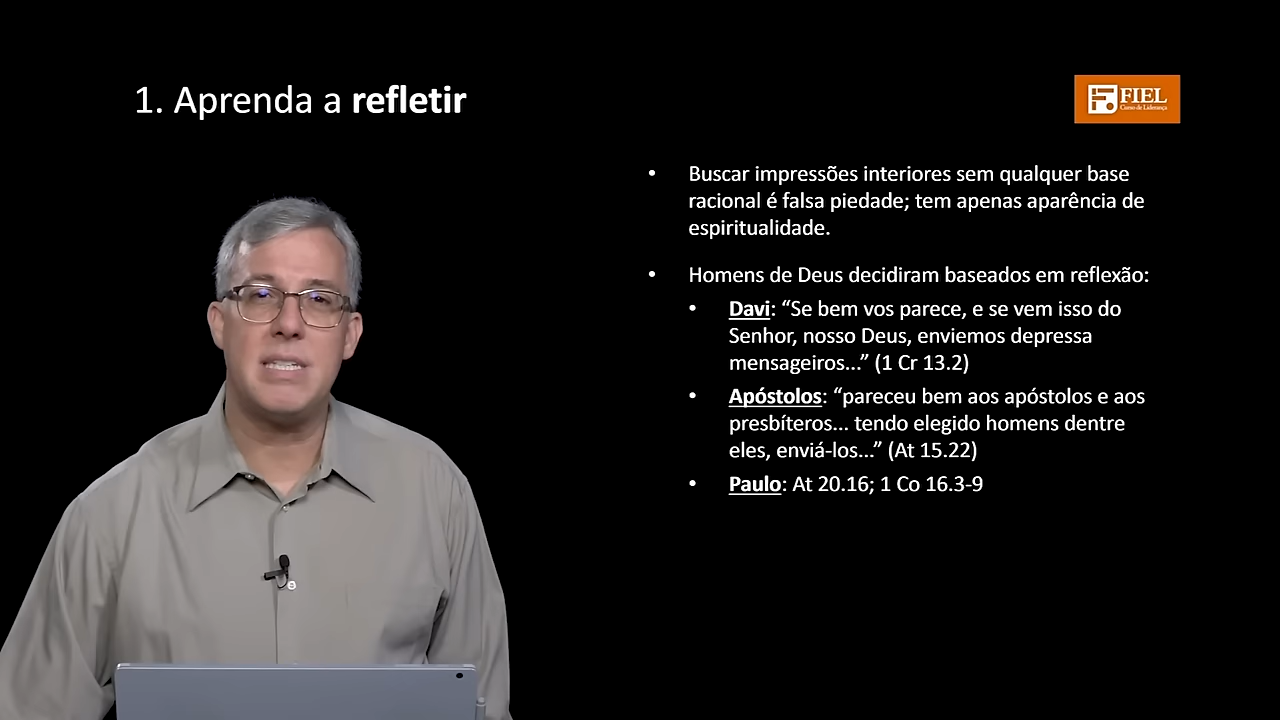 1. Aprenda a refletir
FIEL
Curso de Liderança
• Buscar impressões interiores sem qualquer base
racional é falsa piedade; tem apenas aparência de
espiritualidade.
• Homens de Deus decidiram baseados em reflexão:
• Davi: “Se bem vos parece, e se vem isso do
Senhor, nosso Deus, enviemos depressa
mensageiros...” (1 Cr 13.2)
• Apóstolos: “pareceu bem aos apóstolos e aos
presbíteros... tendo elegido homens dentre
eles, enviá-los...” (At 15.22)
• Paulo: At 20.16; 1 Co 16.3-9